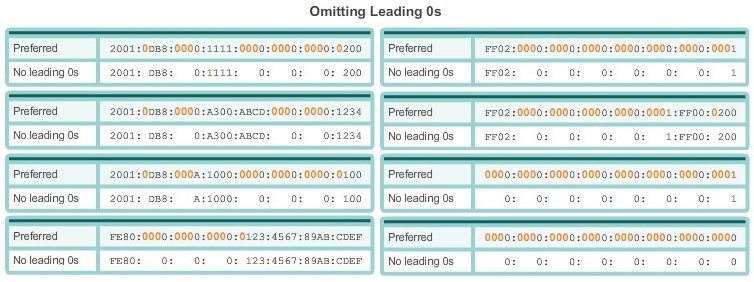 Omitting Leading 0s
Preferred 2001:0DB8:0000:1111:0000:0000:0000:0200
No leading 0s 2001: DB8:   0:1111:   0:   0:   0: 200
Preferred 2001:0DB8:0000:A300:ABCD:0000:0000:1234
No leading 0s 2001: DB8:   0:A300:ABCD:   0:   0:1234
Preferred 2001:0DB8:000A:1000:0000:0000:0000:0100
No leading 0s 2001: DB8:   A:1000:   0:   0:   0: 100
Preferred FE80:0000:0000:0000:0123:4567:89AB:CDEF
No leading 0s FE80:   0:   0:   0: 123:4567:89AB:CDEF
Preferred FF02:0000:0000:0000:0000:0000:0000:0001
No leading 0s FF02:   0:   0:   0:   0:   0:   0:   1
Preferred FF02:0000:0000:0000:0000:0001:FF00:0200
No leading 0s FF02:   0:   0:   0:   0:   1:FF00: 200
Preferred 0000:0000:0000:0000:0000:0000:0000:0001
No leading 0s 0:   0:   0:   0:   0:   0:   0:   1
Preferred 0000:0000:0000:0000:0000:0000:0000:0000
No leading 0s 0:   0:   0:   0:   0:   0:   0:   0